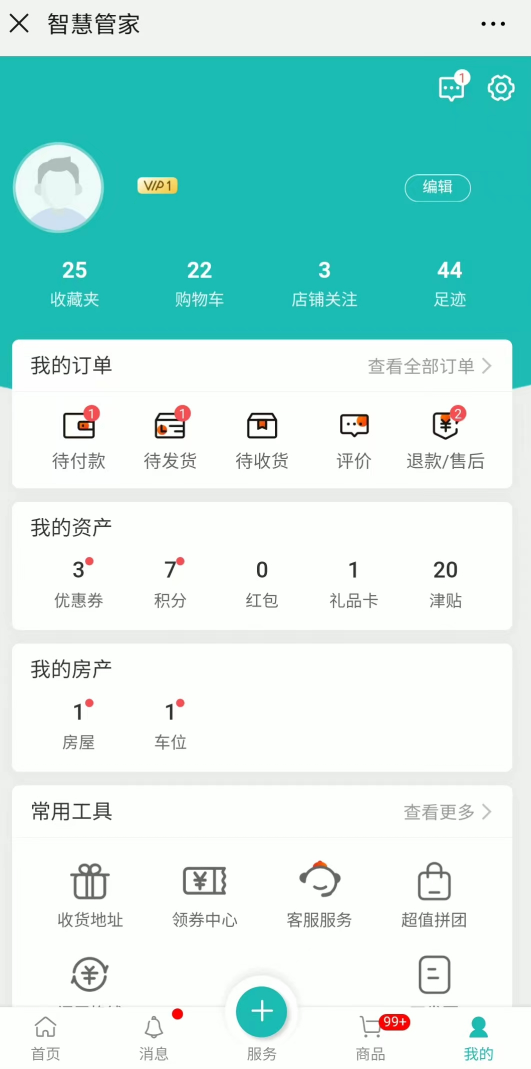 智慧管家
1
VIP1
编辑
25 22 3 44
收藏夹 购物车 店铺关注 足迹
我的订单 查看全部订单
1 1 2
待付款 待发货 待收货 评价 退款/售后
我的资产
3 7 0 1 20
优惠券 积分 红包 礼品卡 津贴
我的房产
1 1
房屋 车位
常用工具 查看更多
收货地址 领券中心 客服服务 超值拼团
99+
首页 消息 服务 商品 我的